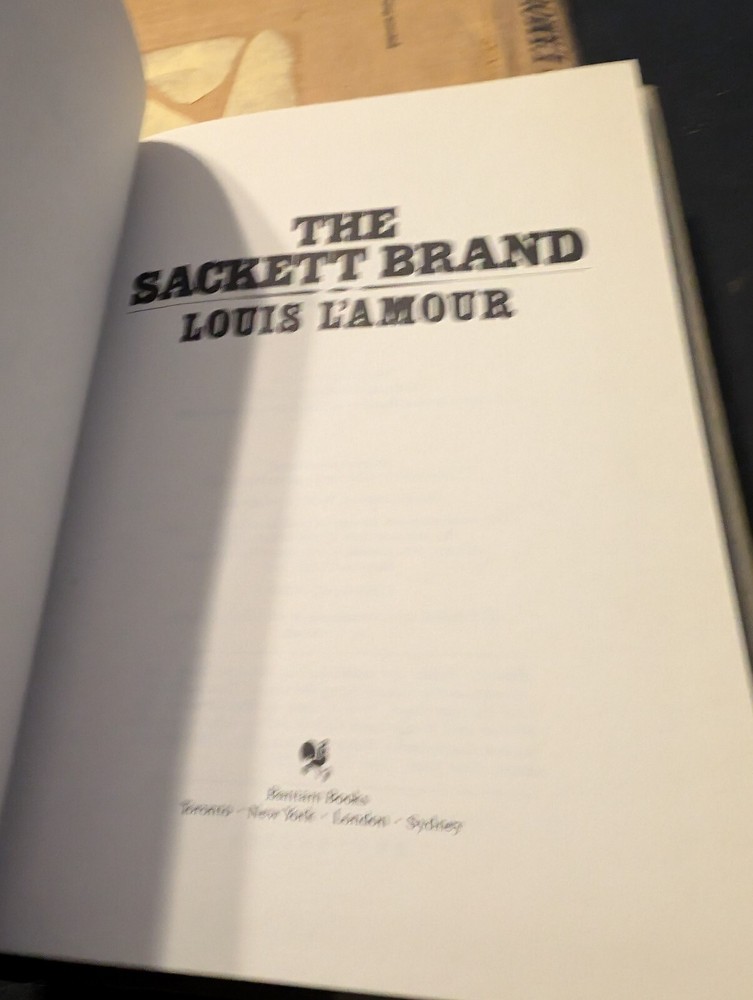 THE
SACKETT BRAND
LOUIS L'AMOUR
Bantam Books
Toronto · New York · London · Sydney